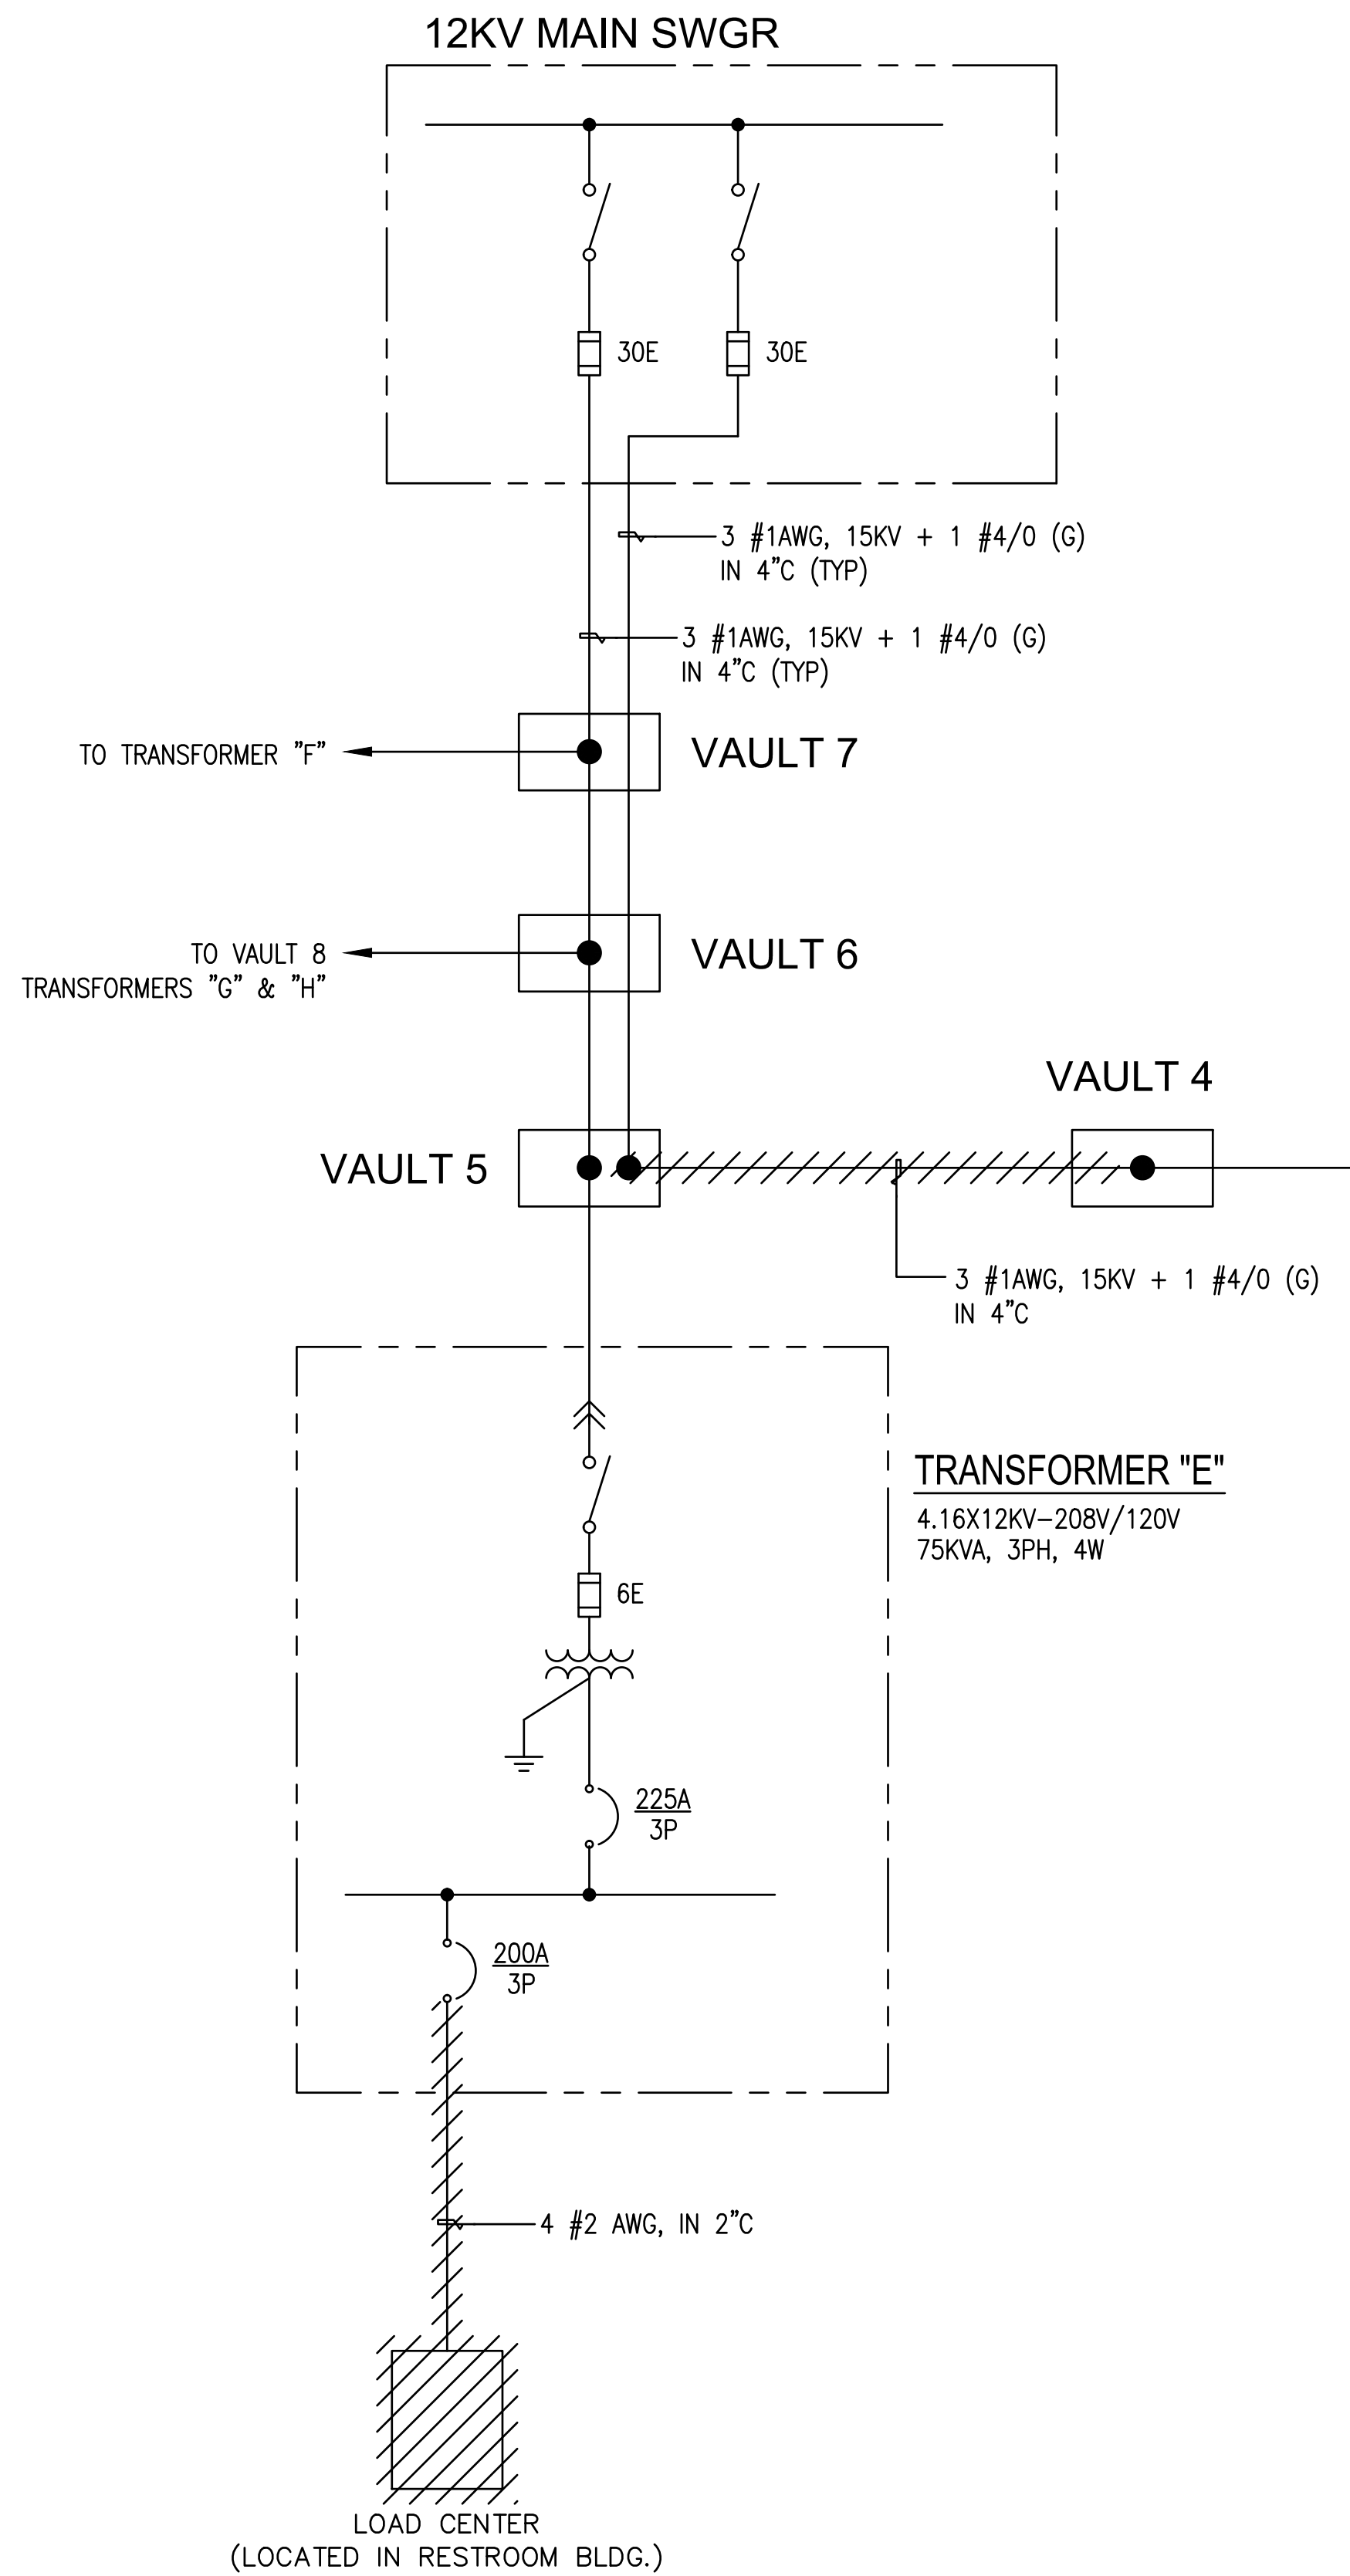 12KV MAIN SWGR
30E
30E
3 #1AWG, 15KV + 1 #4/0 (G)
IN 4"C (TYP)
3 #1AWG, 15KV + 1 #4/0 (G)
IN 4"C (TYP)
TO TRANSFORMER "F"
VAULT 7
TO VAULT 8
TRANSFORMERS "G" & "H"
VAULT 6
VAULT 4
VAULT 5
3 #1AWG, 15KV + 1 #4/0 (G)
IN 4"C
TRANSFORMER "E"
4.16X12KV-208V/120V
75KVA, 3PH, 4W
6E
225A
3P
200A
3P
4 #2 AWG, IN 2"C
LOAD CENTER
(LOCATED IN RESTROOM BLDG.)